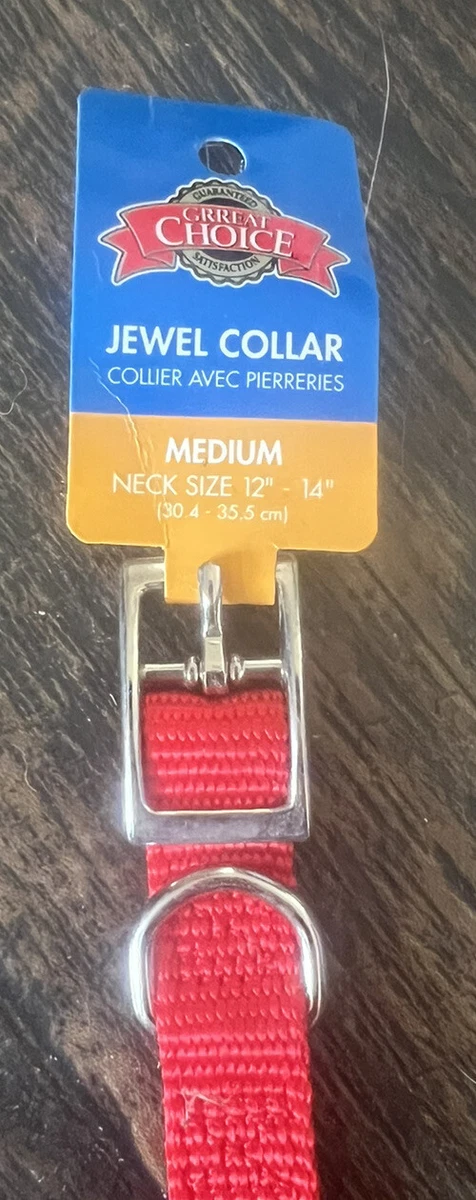 GUARANTEED
GRREAT
CHOICE
SATISFACTION
JEWEL COLLAR
COLLIER AVEC PIERRERIES
MEDIUM
NECK SIZE 12" - 14"
(30.4 - 35.5 cm)